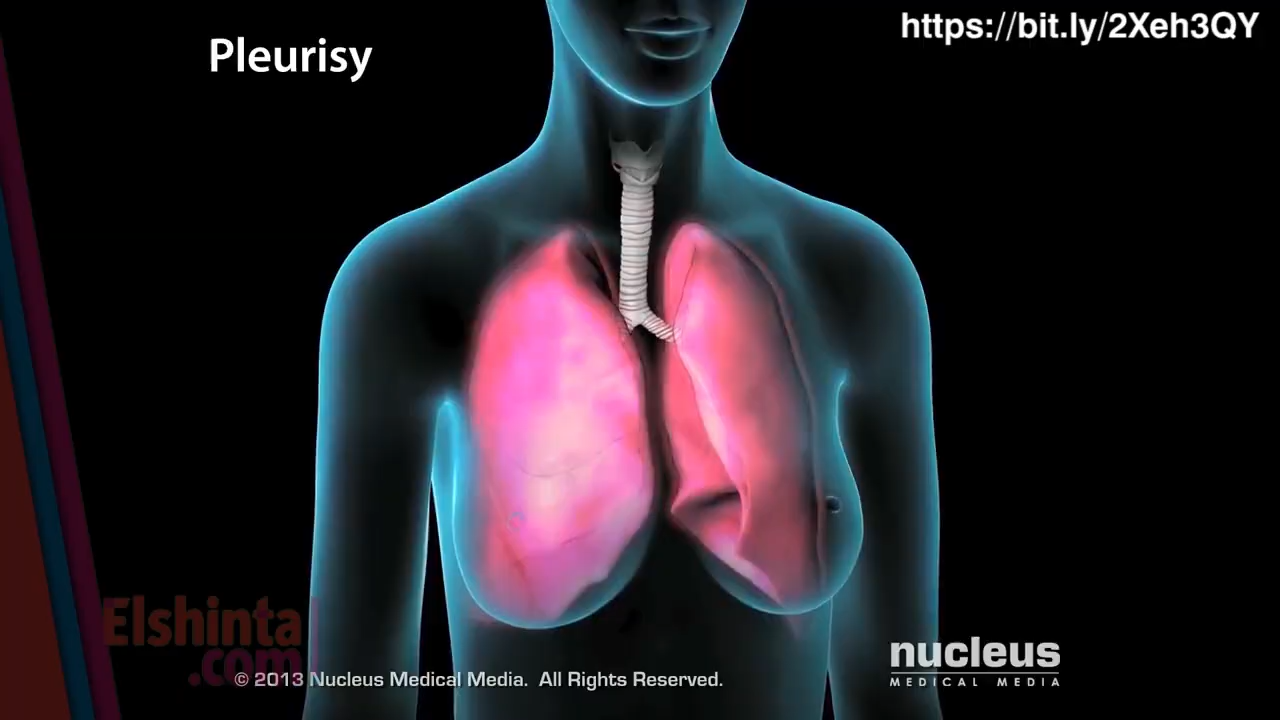 https://bit.ly/2Xeh3QY
Pleurisy
Elshinta
.com
© 2013 Nucleus Medical Media. All Rights Reserved.
nucleus
MEDICAL MEDIA